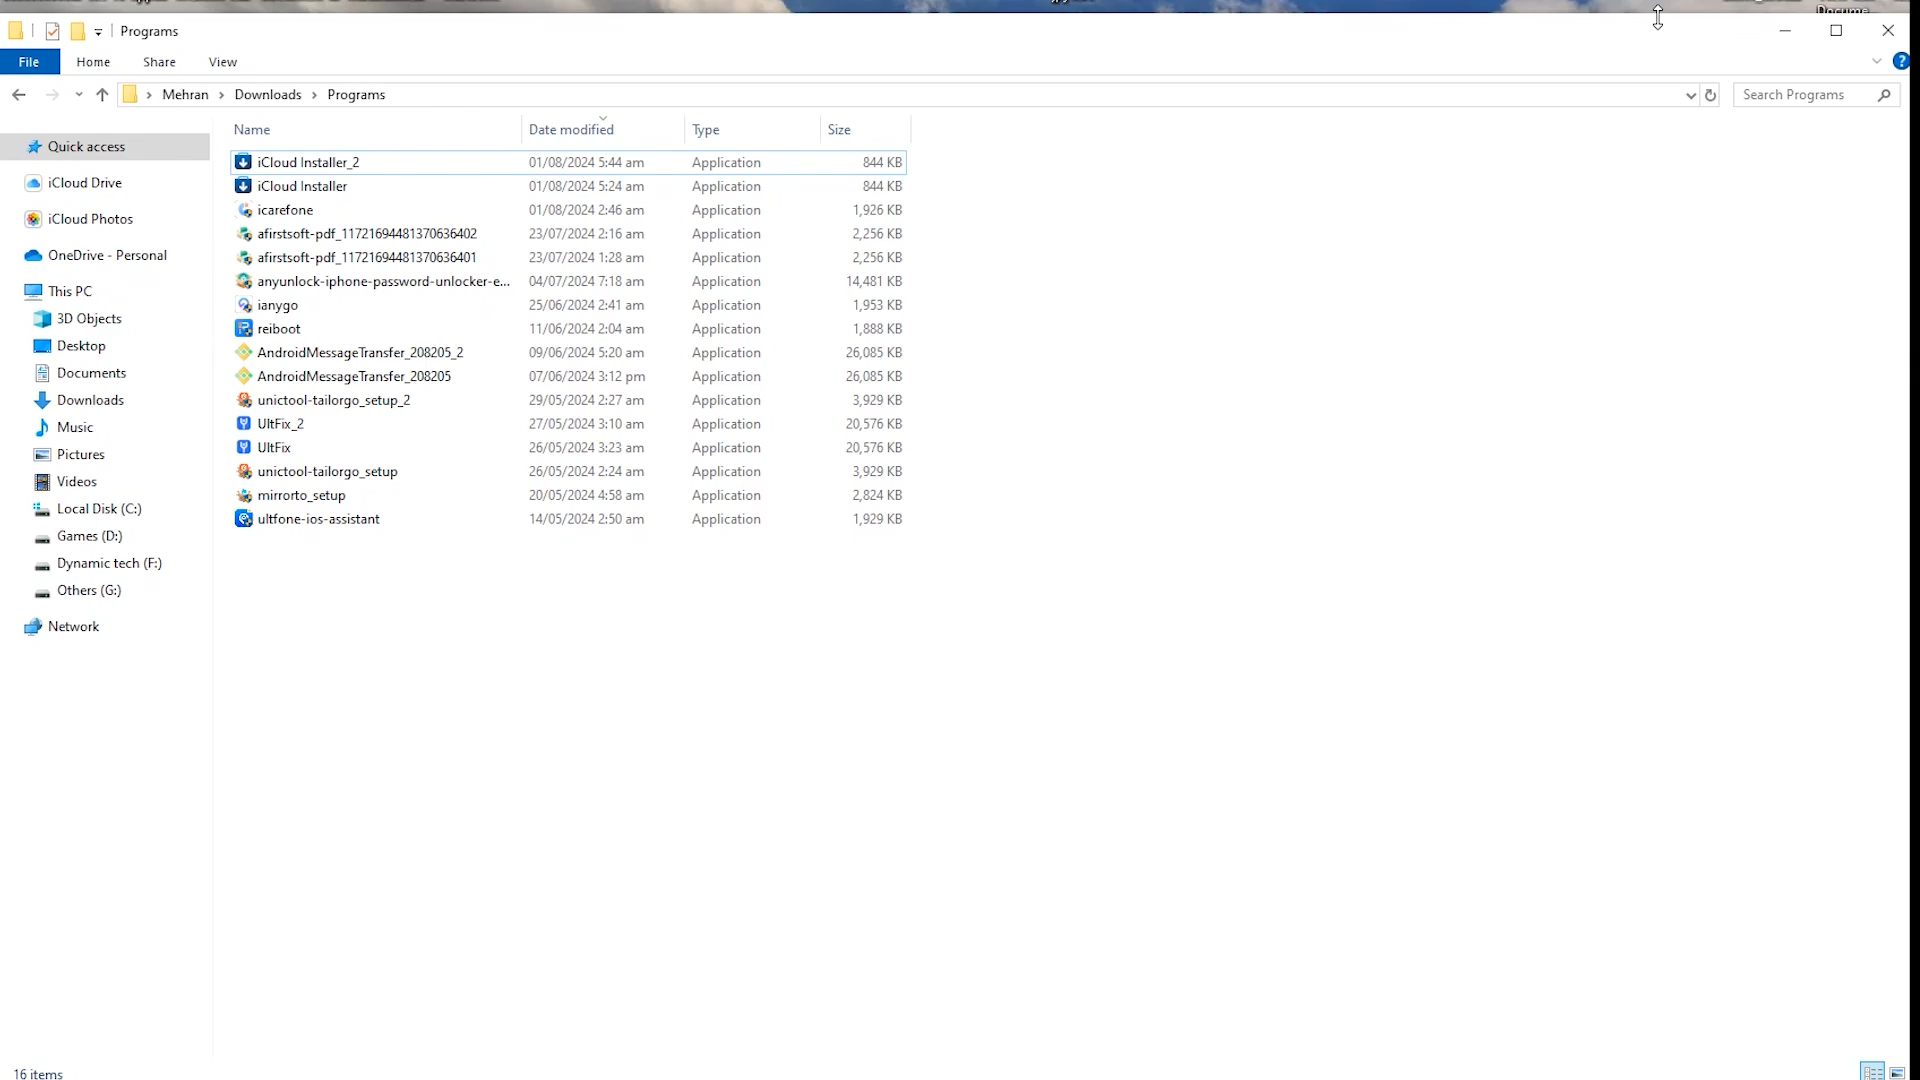 Programs
File Home Share View
Mehran Downloads Programs
Search Programs
Name Date modified Type Size
Quick access
iCloud Drive
iCloud Photos
OneDrive - Personal
This PC
3D Objects
Desktop
Documents
Downloads
Music
Pictures
Videos
Local Disk (C:)
Games (D:)
Dynamic tech (F:)
Others (G:)
Network
iCloud Installer_2 01/08/2024 5:44 am Application 844 KB
iCloud Installer 01/08/2024 5:24 am Application 844 KB
icarefone 01/08/2024 2:46 am Application 1,926 KB
afirstsoft-pdf_11721694481370636402 23/07/2024 2:16 am Application 2,256 KB
afirstsoft-pdf_11721694481370636401 23/07/2024 1:28 am Application 2,256 KB
anyunlock-iphone-password-unlocker-e... 04/07/2024 7:18 am Application 14,481 KB
ianygo 25/06/2024 2:41 am Application 1,953 KB
reiboot 11/06/2024 2:04 am Application 1,888 KB
AndroidMessageTransfer_208205_2 09/06/2024 5:20 am Application 26,085 KB
AndroidMessageTransfer_208205 07/06/2024 3:12 pm Application 26,085 KB
unictool-tailorgo_setup_2 29/05/2024 2:27 am Application 3,929 KB
UltFix_2 27/05/2024 3:10 am Application 20,576 KB
UltFix 26/05/2024 3:23 am Application 20,576 KB
unictool-tailorgo_setup 26/05/2024 2:24 am Application 3,929 KB
mirrorto_setup 20/05/2024 4:58 am Application 2,824 KB
ultfone-ios-assistant 14/05/2024 2:50 am Application 1,929 KB
16 items